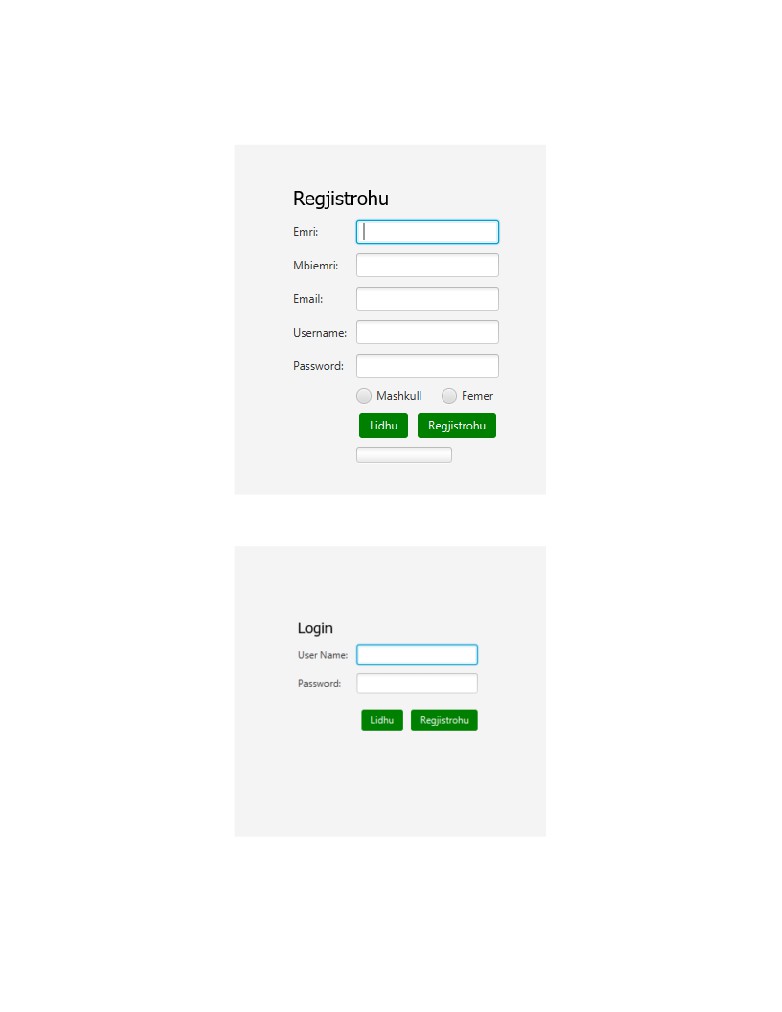 Regjistrohu
Emri:
Mbiemri:
Email:
Username:
Password:
Mashkull Femer
Lidhu Regjistrohu
Login
User Name:
Password:
Lidhu Regjistrohu